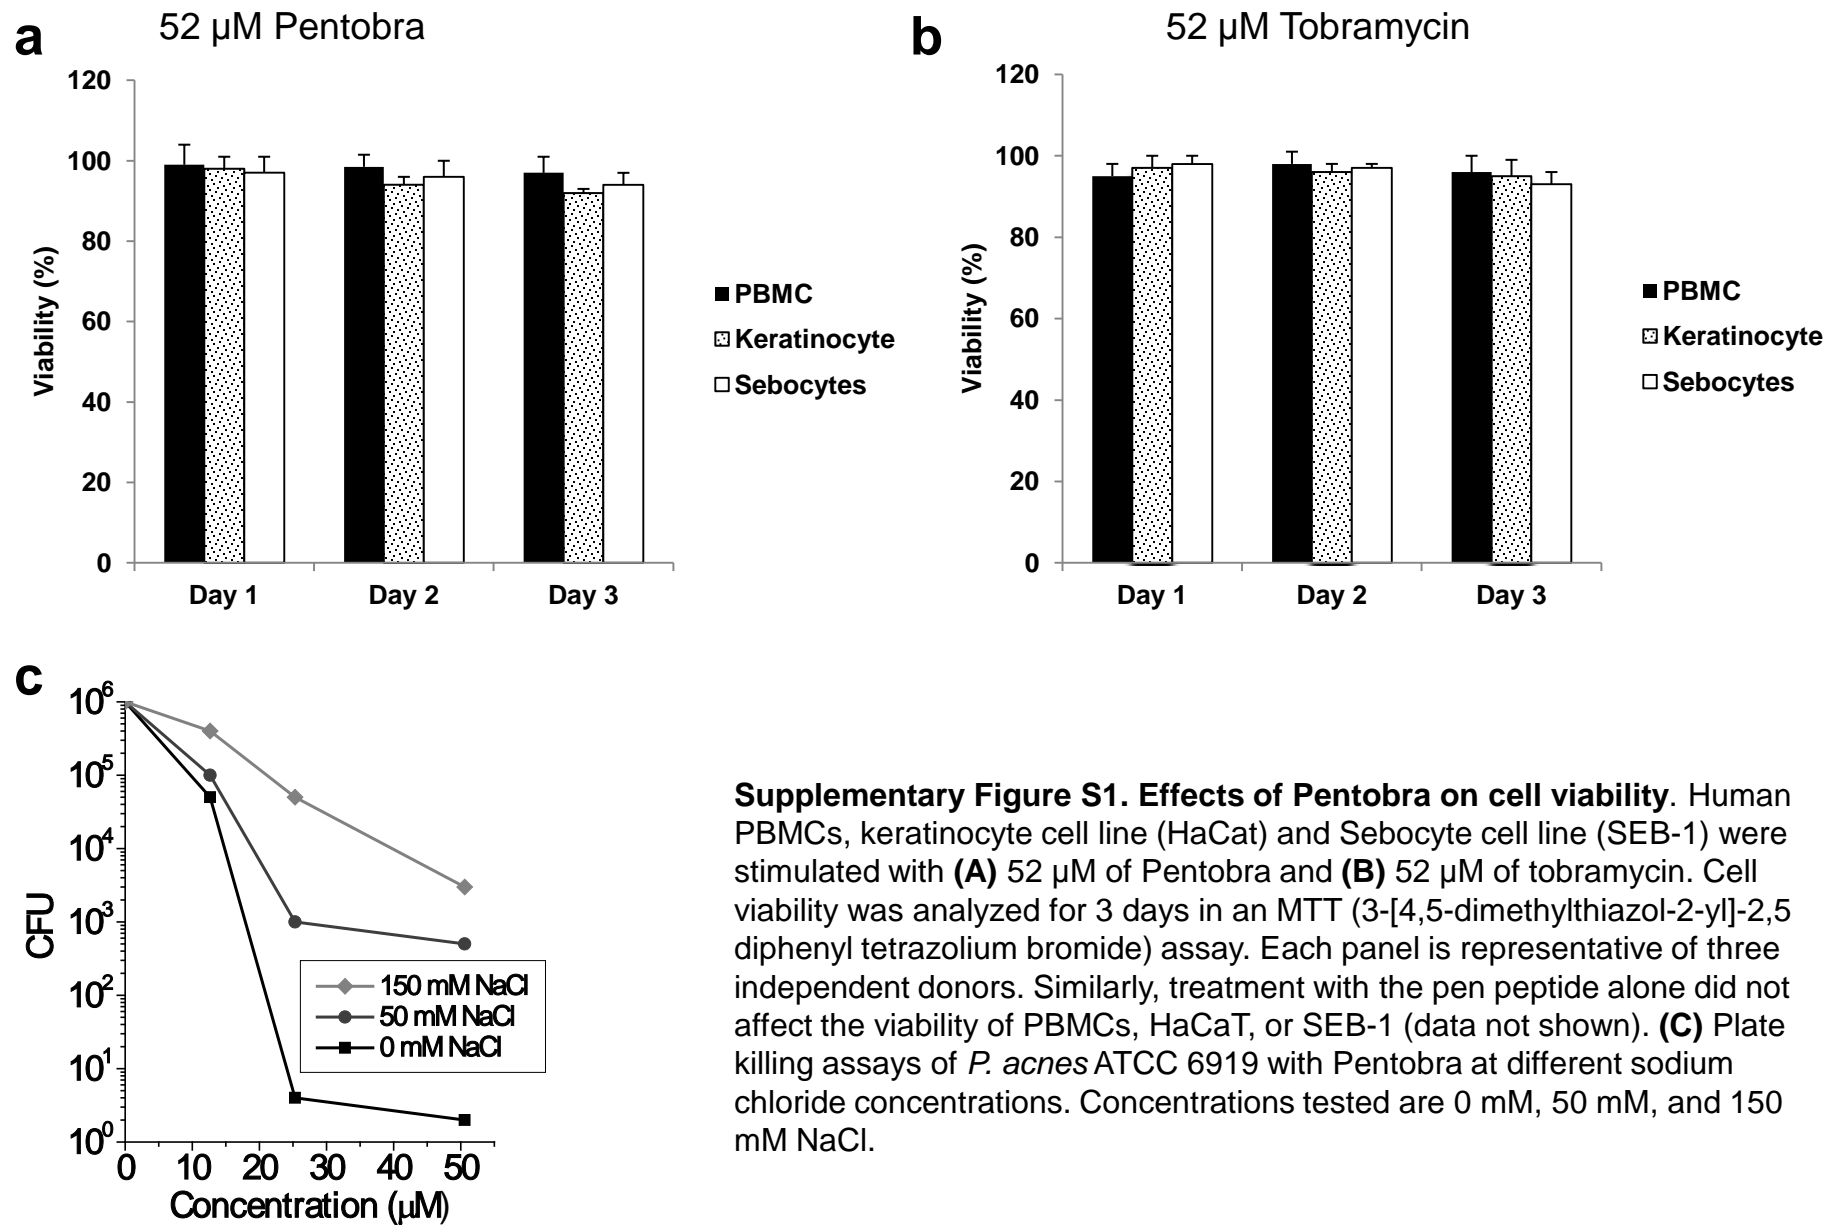 a
52 µM Pentobra
120
100
80
60
40
20
0
Viability (%)
Day 1
Day 2
Day 3
PBMC
Keratinocyte
Sebocytes
b
52 µM Tobramycin
120
100
80
60
40
20
0
Viability (%)
Day 1
Day 2
Day 3
PBMC
Keratinocyte
Sebocytes
c
10⁶
10⁵
10⁴
10³
10²
10¹
10⁰
CFU
150 mM NaCl
50 mM NaCl
0 mM NaCl
0 10 20 30 40 50
Concentration (µM)
Supplementary Figure S1. Effects of Pentobra on cell viability. Human
PBMCs, keratinocyte cell line (HaCat) and Sebocyte cell line (SEB-1) were
stimulated with (A) 52 µM of Pentobra and (B) 52 µM of tobramycin. Cell
viability was analyzed for 3 days in an MTT (3-[4,5-dimethylthiazol-2-yl]-2,5
diphenyl tetrazolium bromide) assay. Each panel is representative of three
independent donors. Similarly, treatment with the pen peptide alone did not
affect the viability of PBMCs, HaCaT, or SEB-1 (data not shown). (C) Plate
killing assays of P. acnes ATCC 6919 with Pentobra at different sodium
chloride concentrations. Concentrations tested are 0 mM, 50 mM, and 150
mM NaCl.